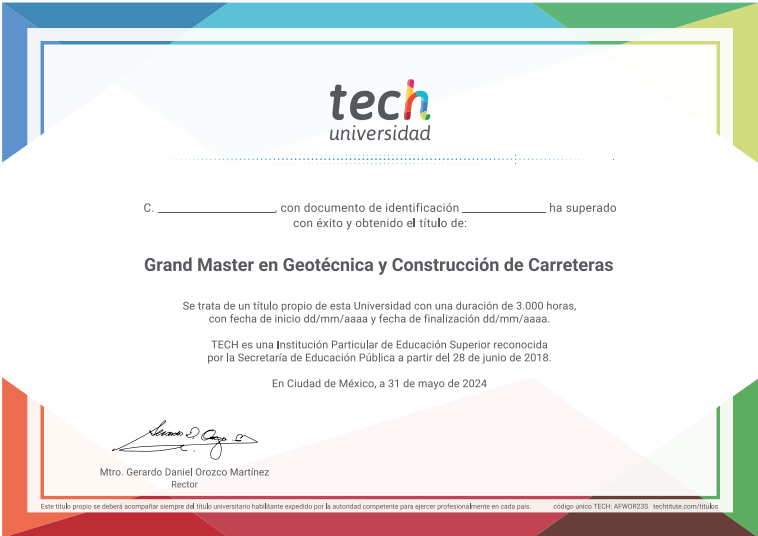 tech
universidad
C. ____________________, con documento de identificación ______________ ha superado
con éxito y obtenido el título de:
Grand Master en Geotécnica y Construcción de Carreteras
Se trata de un título propio de esta Universidad con una duración de 3.000 horas,
con fecha de inicio dd/mm/aaaa y fecha de finalización dd/mm/aaaa.
TECH es una Institución Particular de Educación Superior reconocida
por la Secretaría de Educación Pública a partir del 28 de junio de 2018.
En Ciudad de México, a 31 de mayo de 2024
Mtro. Gerardo Daniel Orozco Martínez
Rector
Este título propio se deberá acompañar siempre del título universitario habilitante expedido por la autoridad competente para ejercer profesionalmente en cada país. código único TECH: AFWOR23S techtitute.com/titulos